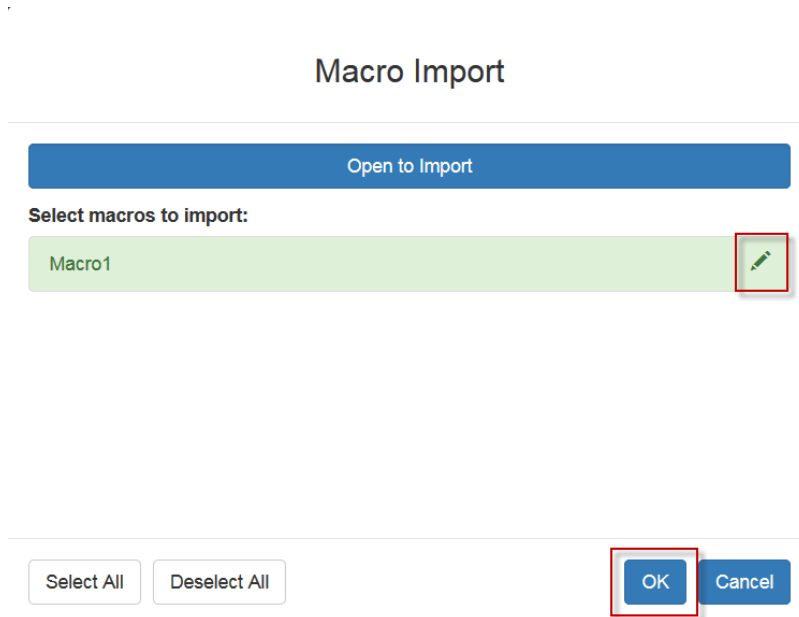 Macro Import
Open to Import
Select macros to import:
Macro1
Select All Deselect All OK Cancel